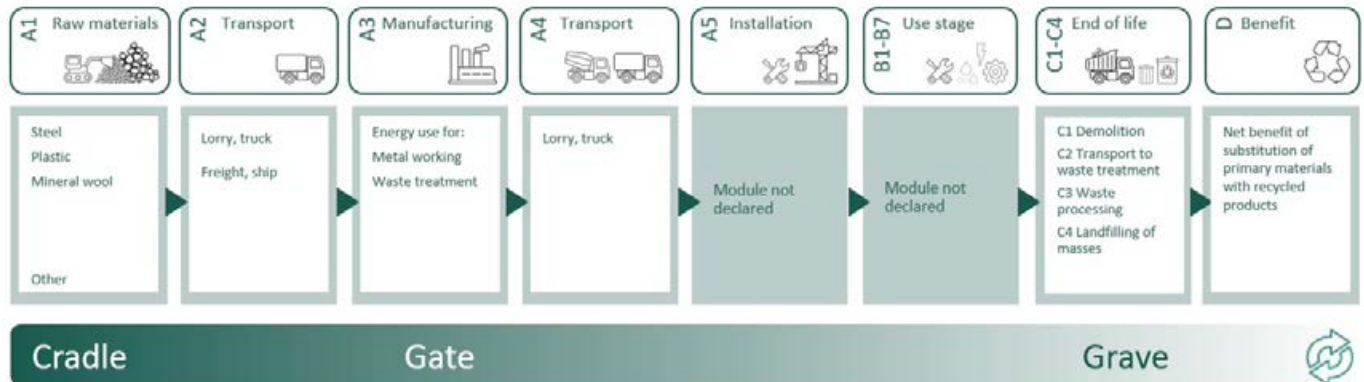 A1 Raw materials
A2 Transport
A3 Manufacturing
A4 Transport
A5 Installation
B1-B7 Use stage
C1-C4 End of life
D Benefit
Steel
Plastic
Mineral wool
Other
Lorry, truck
Freight, ship
Energy use for:
Metal working
Waste treatment
Lorry, truck
Module not
declared
Module not
declared
C1 Demolition
C2 Transport to
waste treatment
C3 Waste
processing
C4 Landfilling of
masses
Net benefit of
substitution of
primary materials
with recycled
products
Cradle
Gate
Grave